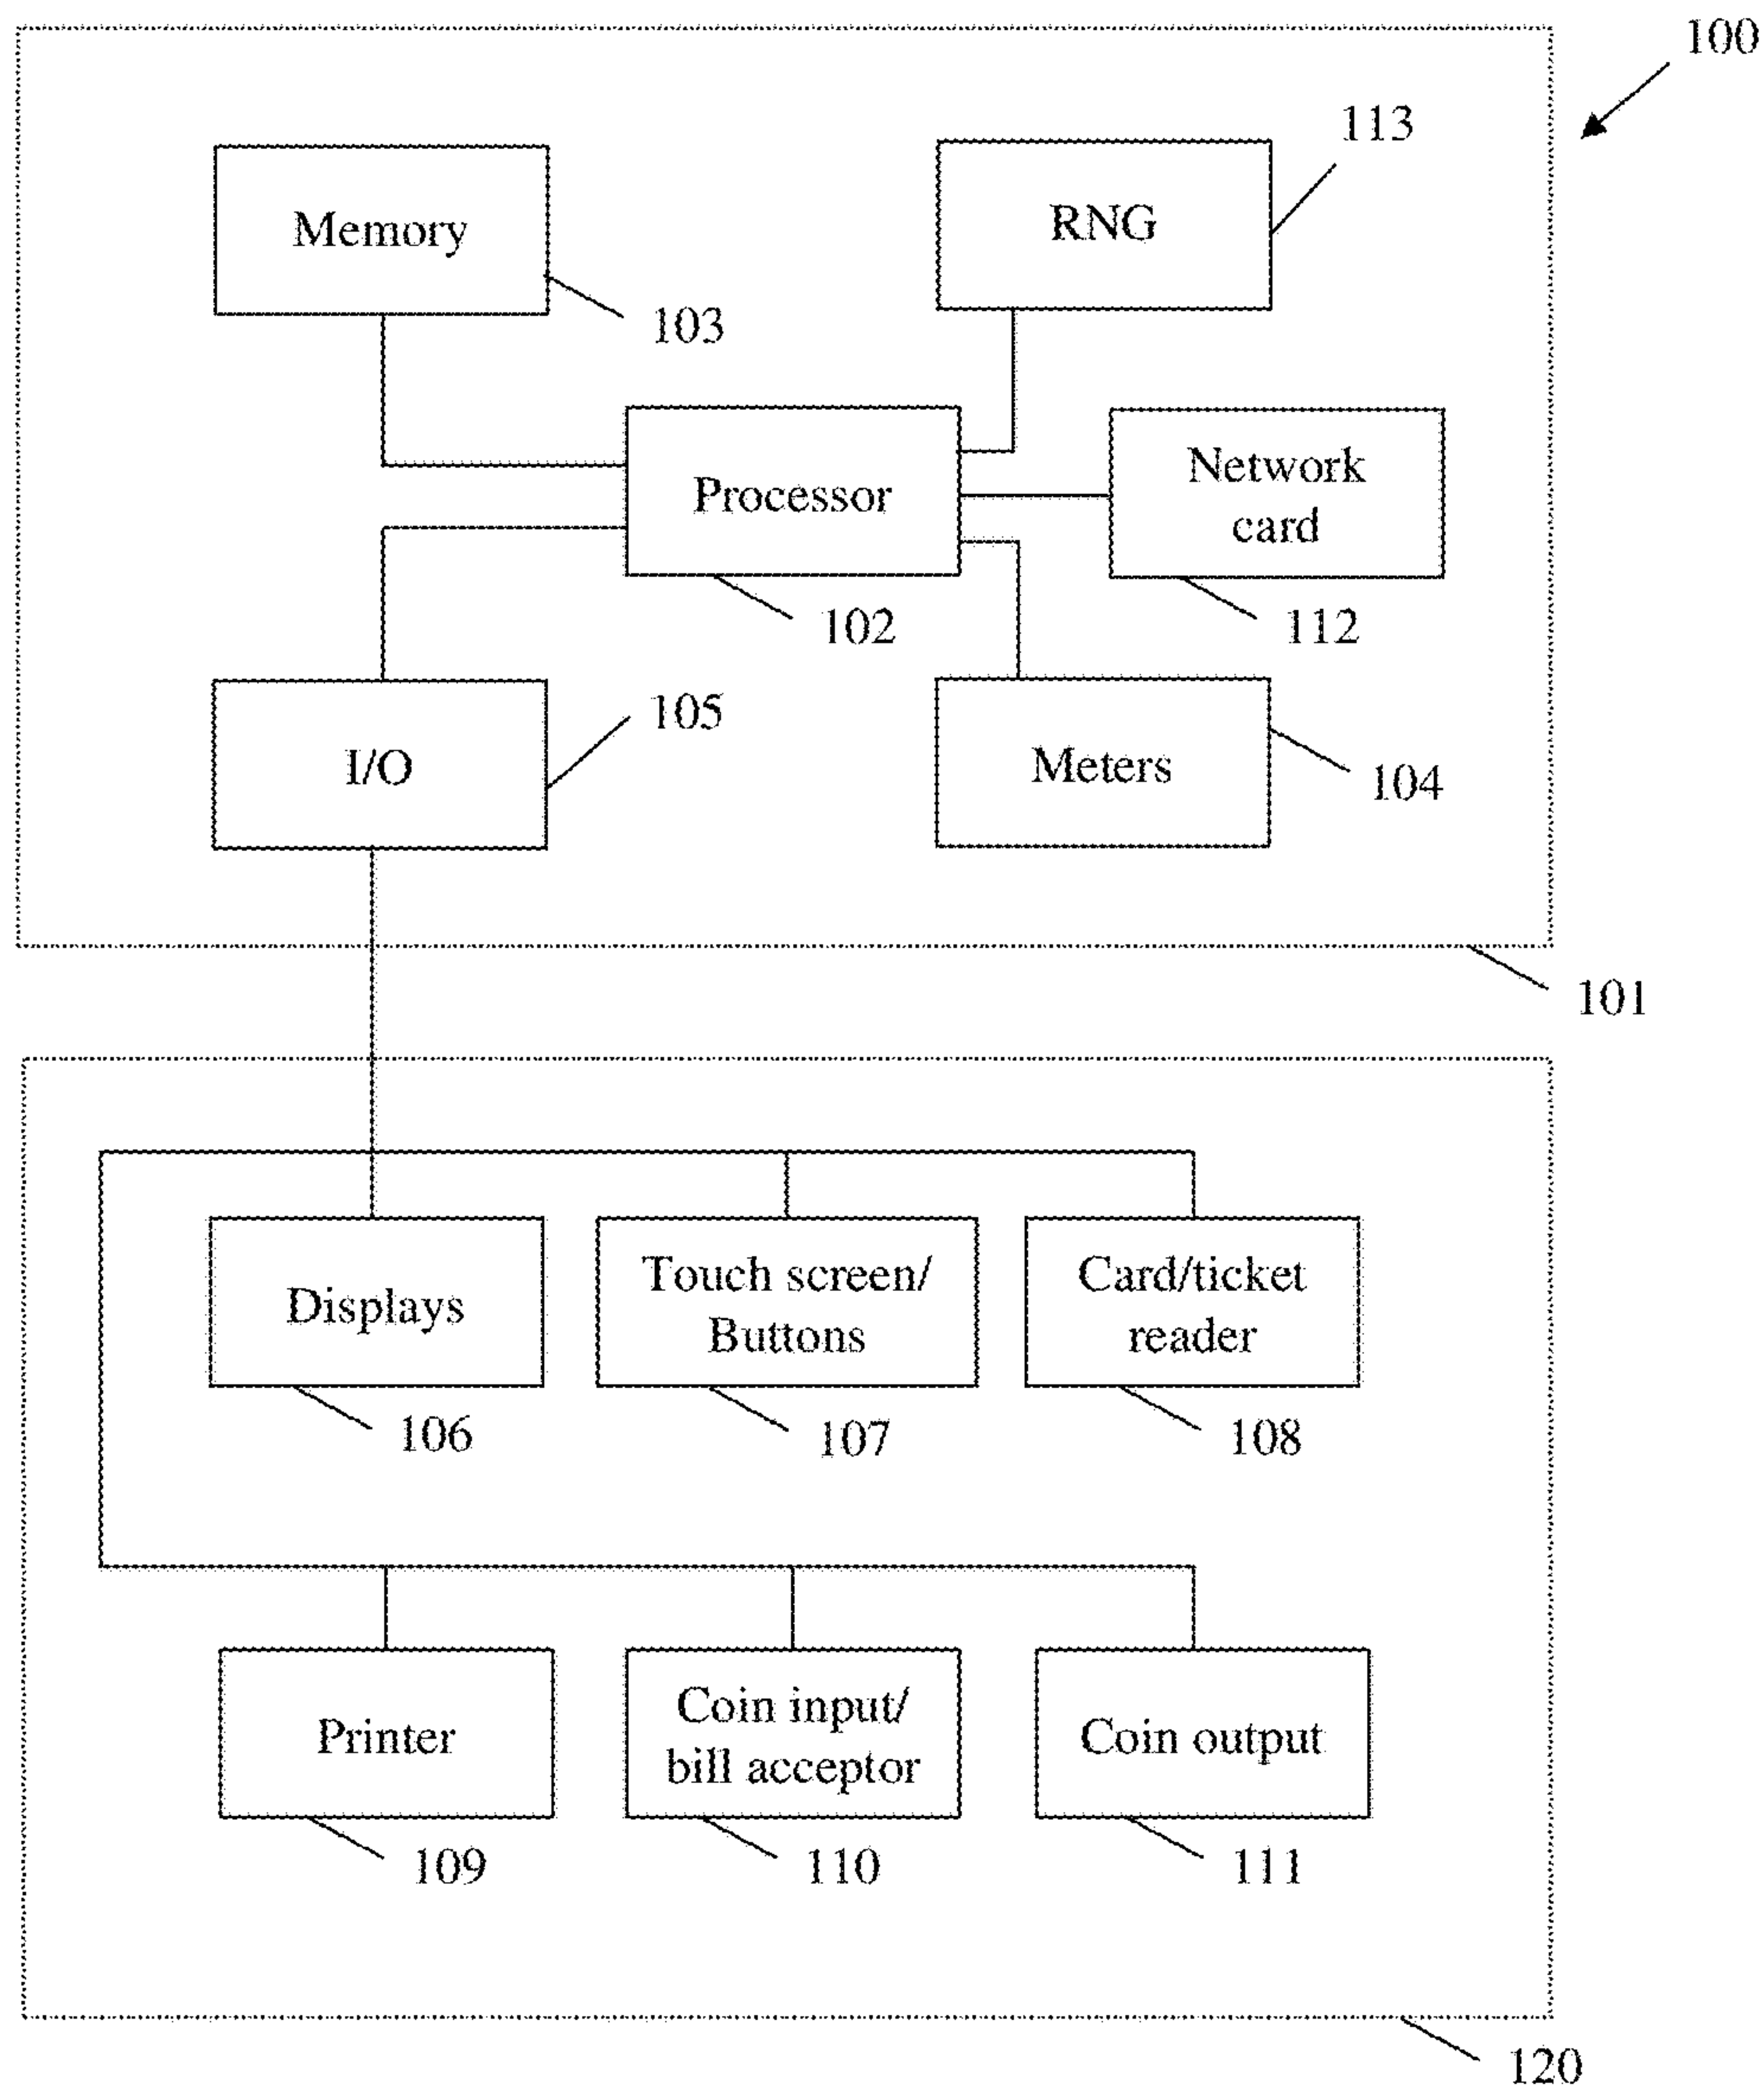 100
113
Memory
RNG
103
Processor
Network
card
102
112
I/O
105
Meters
104
101
Displays
Touch screen/
Buttons
Card/ticket
reader
106
107
108
Printer
Coin input/
bill acceptor
Coin output
109
110
111
120